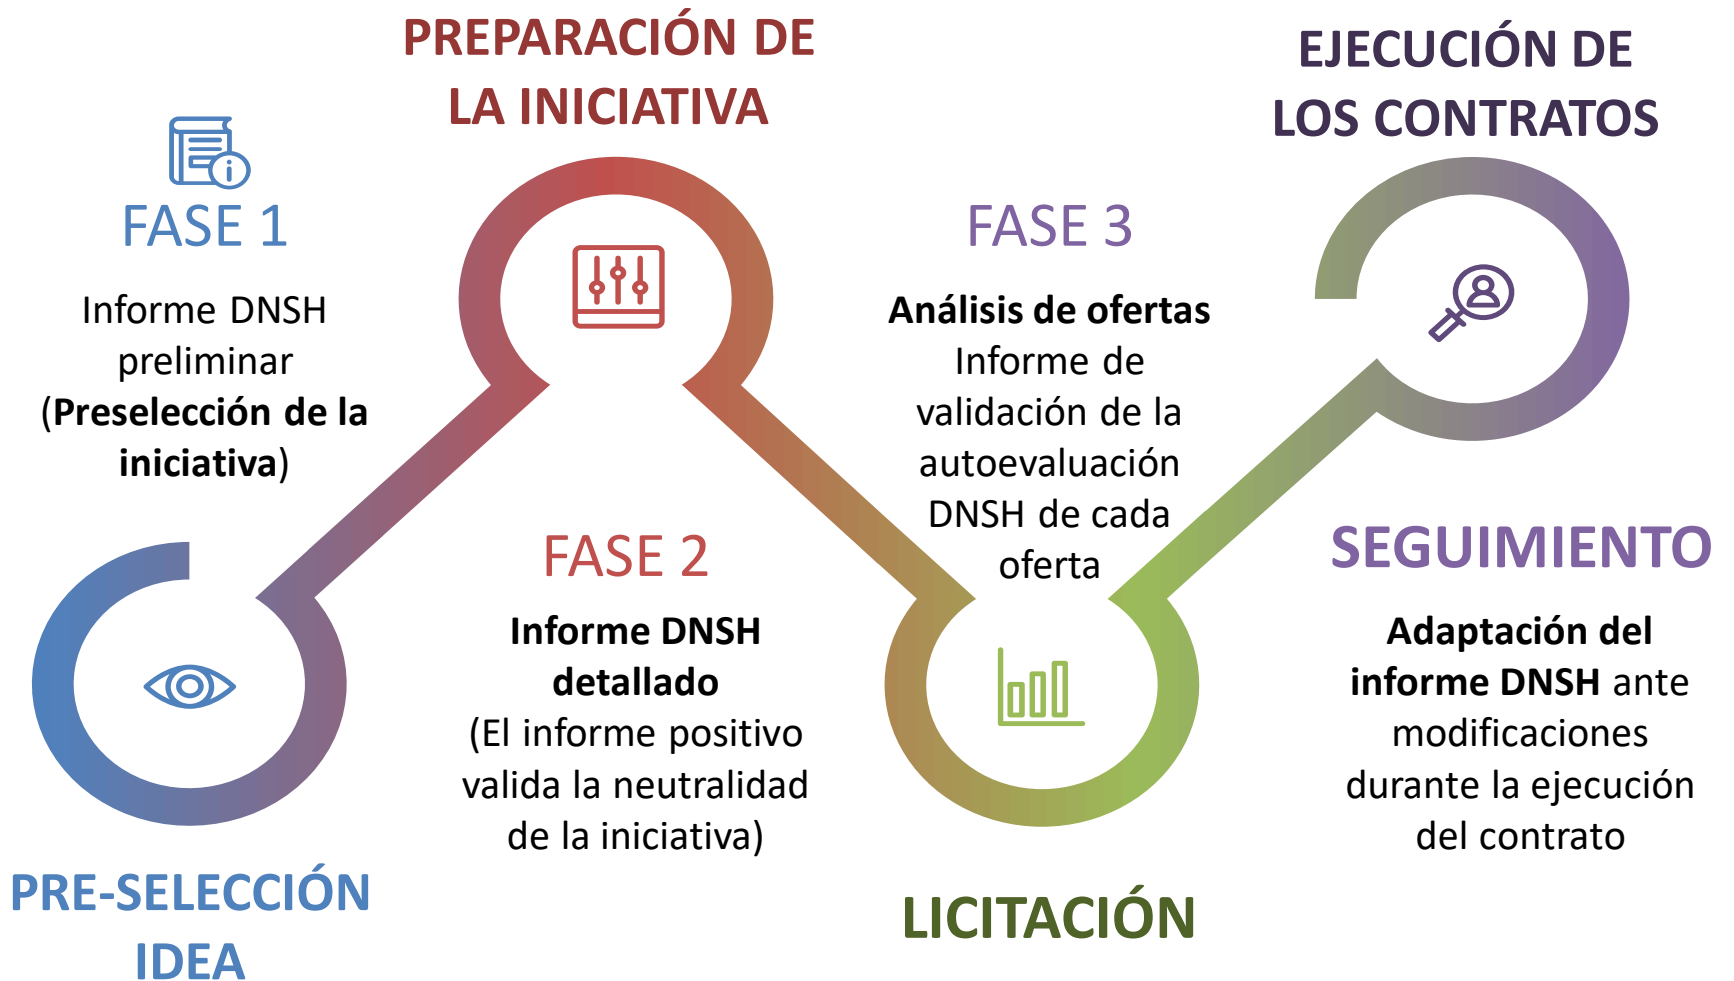 FASE 1
Informe DNSH
preliminar
(Preselección de la
iniciativa)
PRE-SELECCIÓN
IDEA
PREPARACIÓN DE
LA INICIATIVA
FASE 2
Informe DNSH
detallado
(El informe positivo
valida la neutralidad
de la iniciativa)
FASE 3
Análisis de ofertas
Informe de
validación de la
autoevaluación
DNSH de cada
oferta
LICITACIÓN
EJECUCIÓN DE
LOS CONTRATOS
SEGUIMIENTO
Adaptación del
informe DNSH ante
modificaciones
durante la ejecución
del contrato